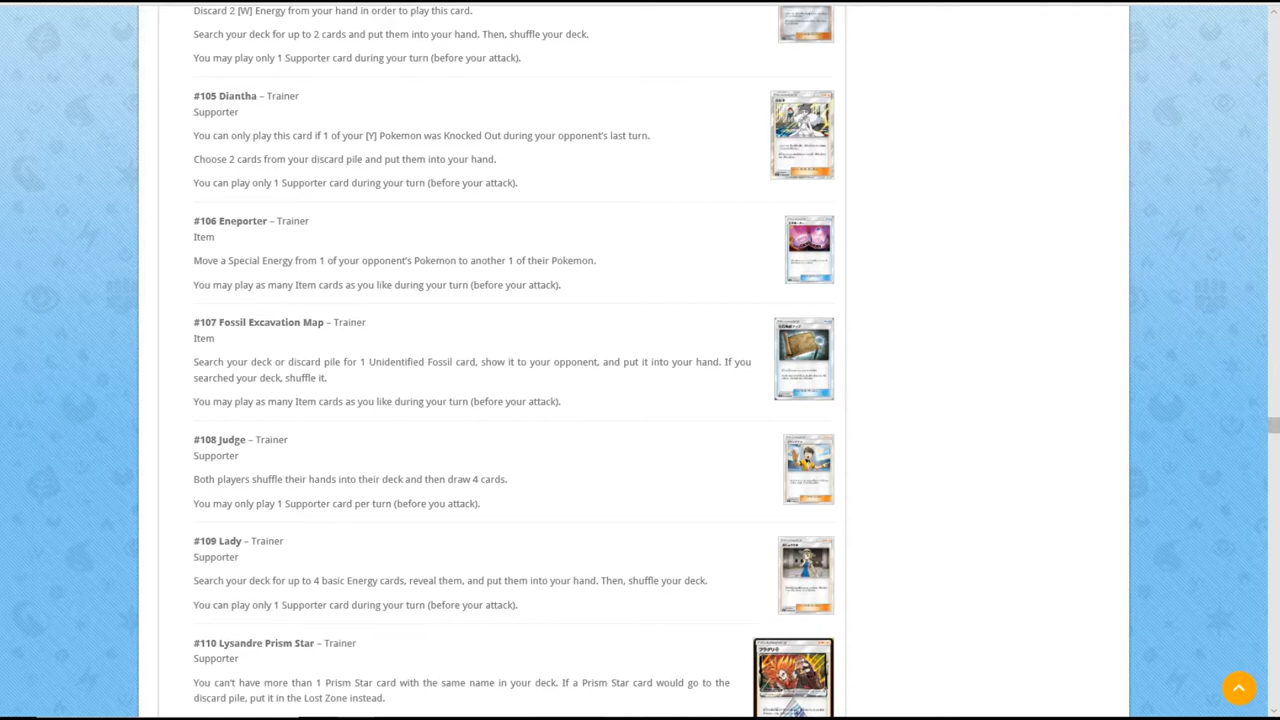 Discard 2 [W] Energy from your hand in order to play this card.
Search your deck for up to 2 cards and put them into your hand. Then, shuffle your deck.
You may play only 1 Supporter card during your turn (before your attack).
#105 Diantha – Trainer
Supporter
You can only play this card if 1 of your [Y] Pokemon was Knocked Out during your opponent's last turn.
Choose 2 cards from your discard pile and put them into your hand.
You can play only 1 Supporter card during your turn (before your attack).
#106 Eneporter – Trainer
Item
Move a Special Energy from 1 of your opponent's Pokemon to another 1 of their Pokemon.
You may play as many Item cards as you like during your turn (before your attack).
#107 Fossil Excavation Map – Trainer
Item
Search your deck or discard pile for 1 Unidentified Fossil card, show it to your opponent, and put it into your hand. If you
searched your deck, shuffle it.
You may play as many Item cards as you like during your turn (before your attack).
#108 Judge – Trainer
Supporter
Both players shuffle their hands into their deck and then draw 4 cards.
You may only play 1 Supporter card per turn (before you attack).
#109 Lady – Trainer
Supporter
Search your deck for up to 4 basic Energy cards, reveal them, and put them into your hand. Then, shuffle your deck.
You can play only 1 Supporter card during your turn (before your attack).
#110 Lysandre Prism Star – Trainer
フラダリ
Supporter
You can't have more than 1 Prism Star card with the same name in your deck. If a Prism Star card would go to the
discard pile, put it in the Lost Zone instead.